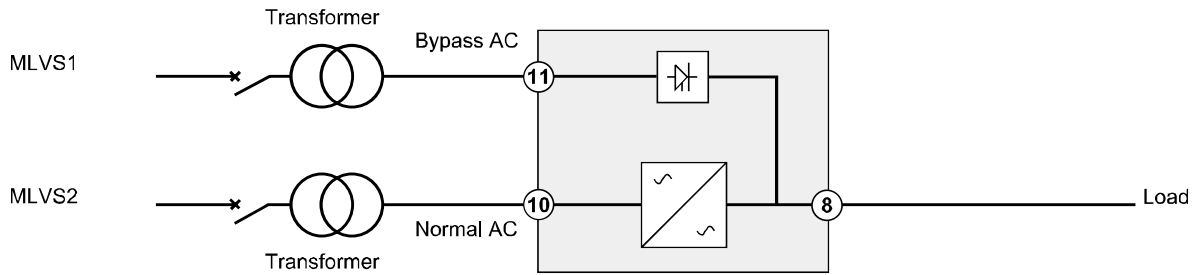 Transformer
Bypass AC
MLVS1
11
MLVS2
10
8
Load
Normal AC
Transformer